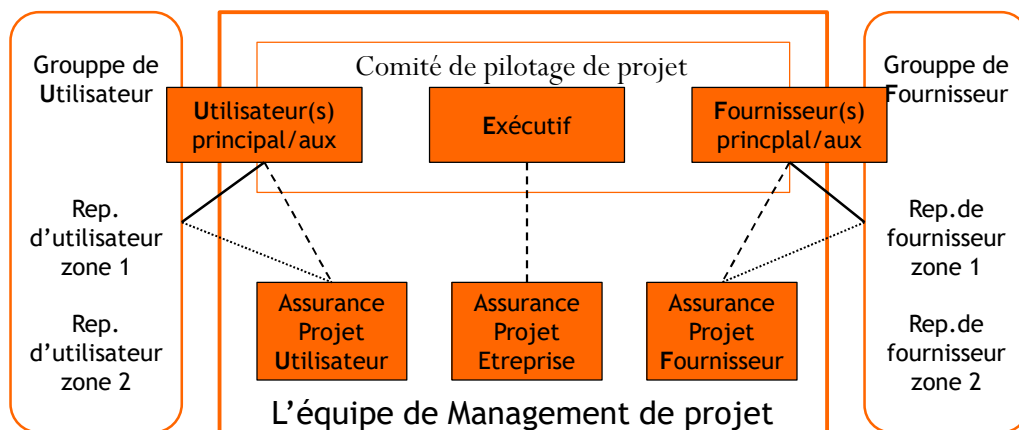 Grouppe de
Utilisateur
Comité de pilotage de projet
Grouppe de
Fournisseur
Utilisateur(s)
principal/aux
Exécutif
Fournisseur(s)
princplal/aux
Rep.
d'utilisateur
zone 1
Rep.de
fournisseur
zone 1
Assurance
Projet
Utilisateur
Assurance
Projet
Etreprise
Assurance
Projet
Fournisseur
Rep.
d'utilisateur
zone 2
Rep.de
fournisseur
zone 2
L'équipe de Management de projet